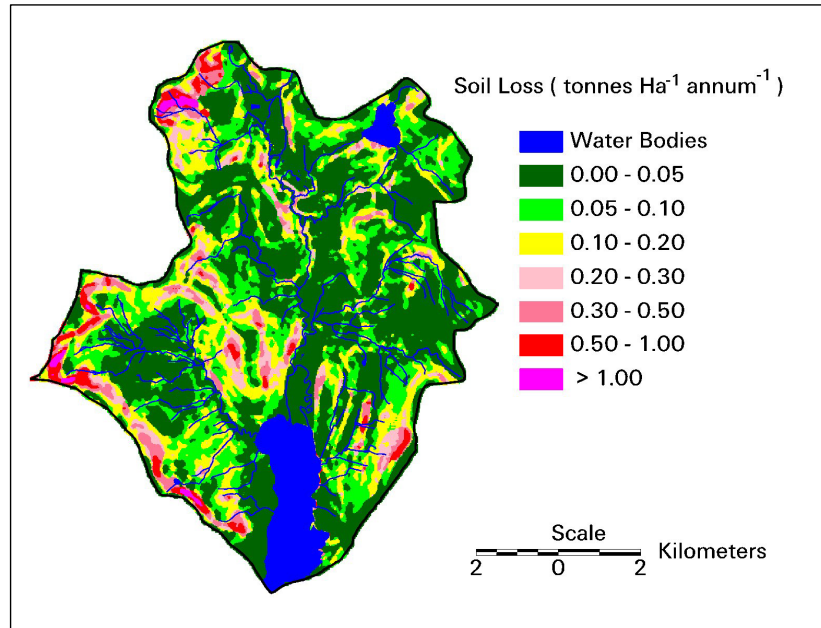 Soil Loss ( tonnes Ha⁻¹ annum⁻¹ )
Water Bodies
0.00 - 0.05
0.05 - 0.10
0.10 - 0.20
0.20 - 0.30
0.30 - 0.50
0.50 - 1.00
> 1.00
Scale
Kilometers
2 0 2